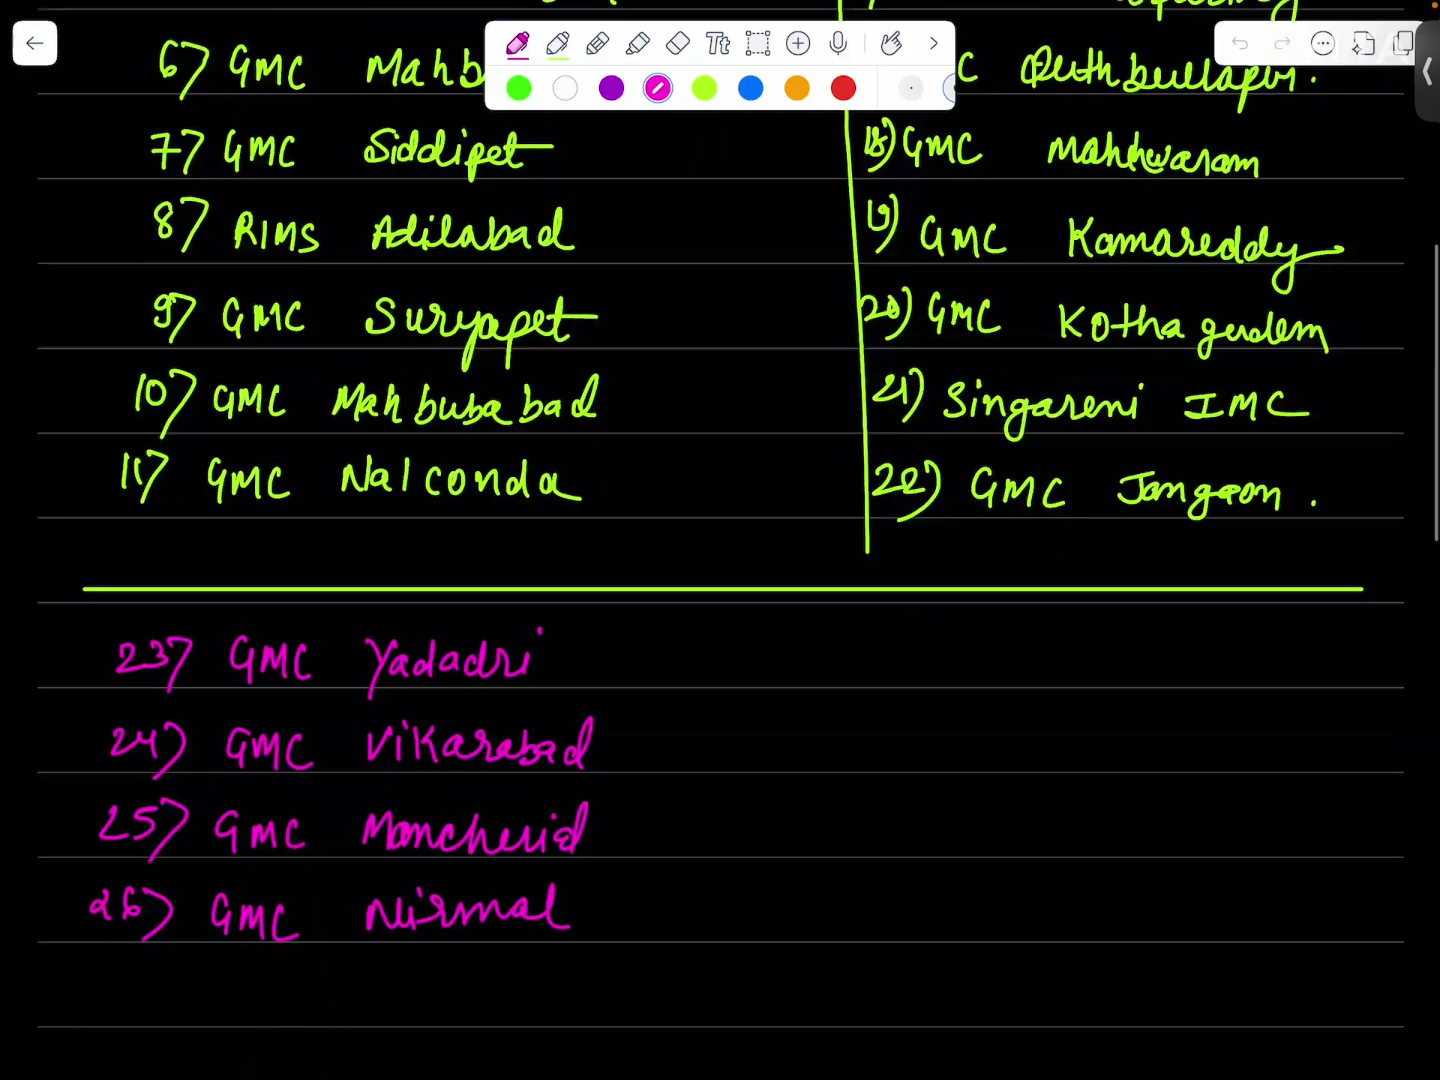 6) GMC Mahb
7) GMC Siddipet
8) RIMS Adilabad
9) GMC Suryapet
10) GMC Mahbubabad
11) GMC Nalconda
C Quthbullapur.
18) GMC Mahhwaram
19) GMC Kamareddy
20) GMC Kothagudem
21) Singareni IMC
22) GMC Jangaon.
23) GMC Yadadri
24) GMC Vikarabad
25) GMC Mancherial
26) GMC Nirmal
Tt